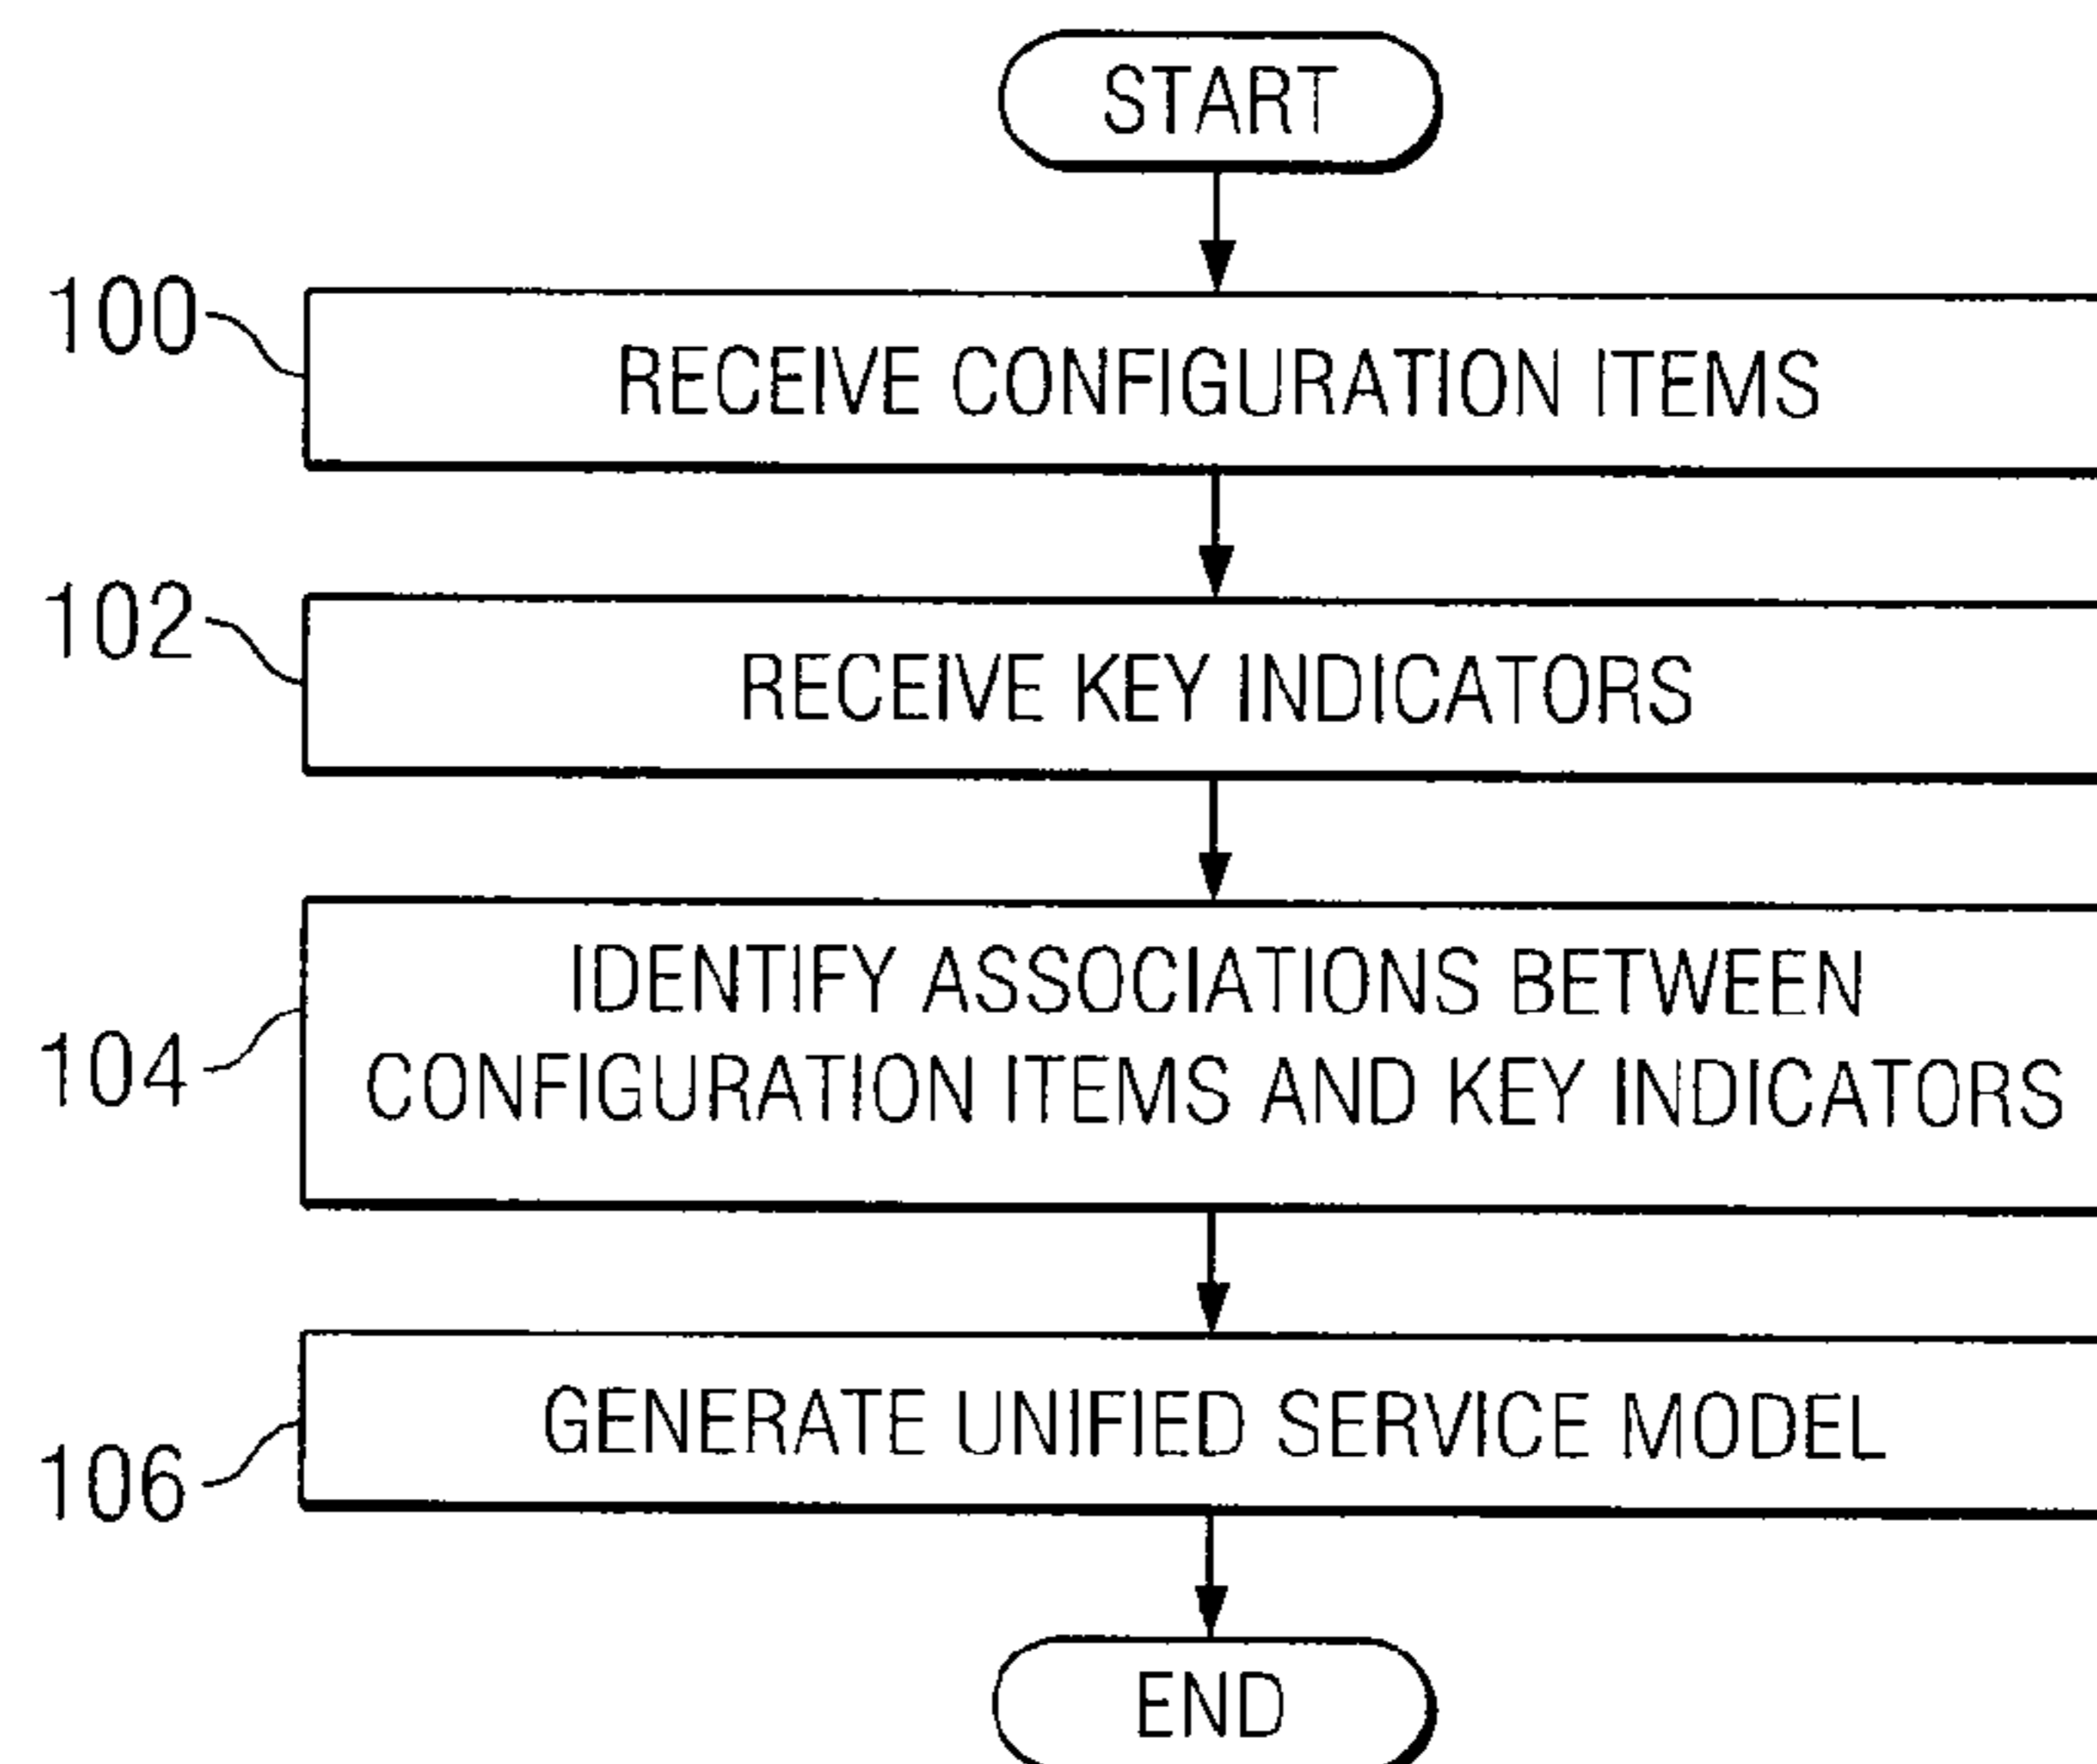 START
100
RECEIVE CONFIGURATION ITEMS
102
RECEIVE KEY INDICATORS
104
IDENTIFY ASSOCIATIONS BETWEEN
CONFIGURATION ITEMS AND KEY INDICATORS
106
GENERATE UNIFIED SERVICE MODEL
END